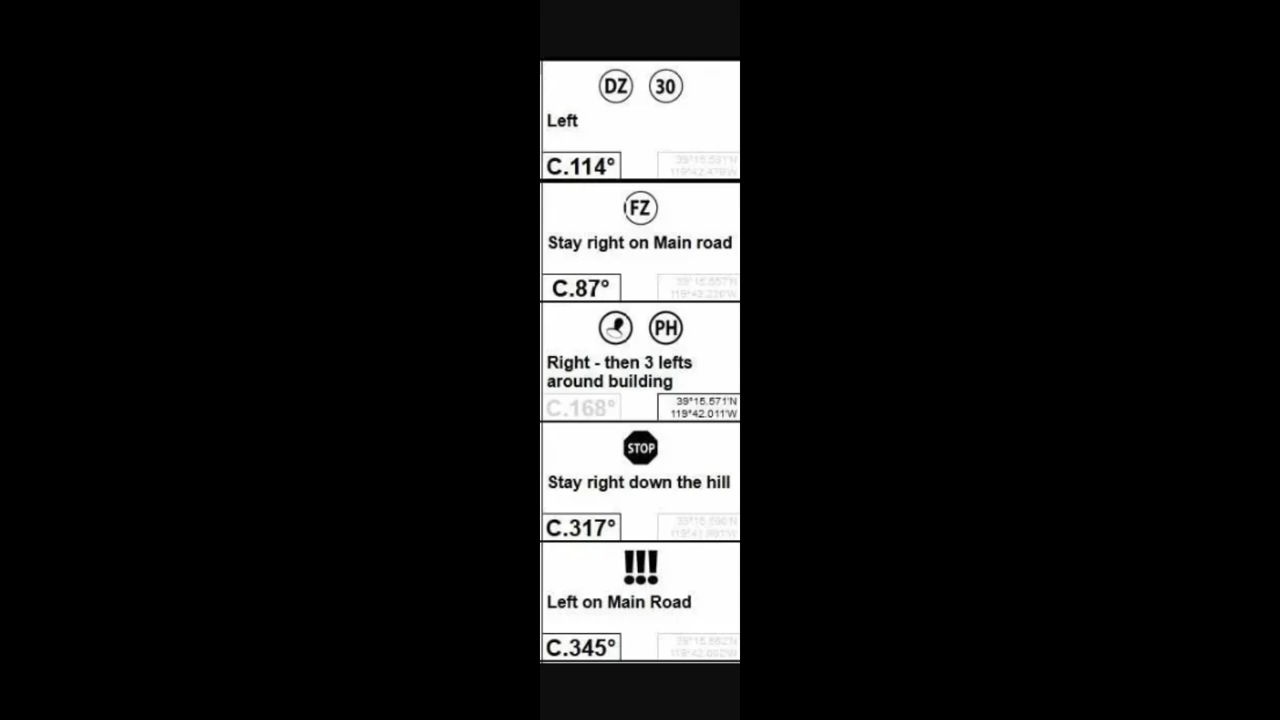 DZ 30
Left
C.114°
FZ
Stay right on Main road
C.87°
PH
Right - then 3 lefts
around building
C.168°
39°15.571'N
119°42.011'W
STOP
Stay right down the hill
C.317°
!!!
Left on Main Road
C.345°